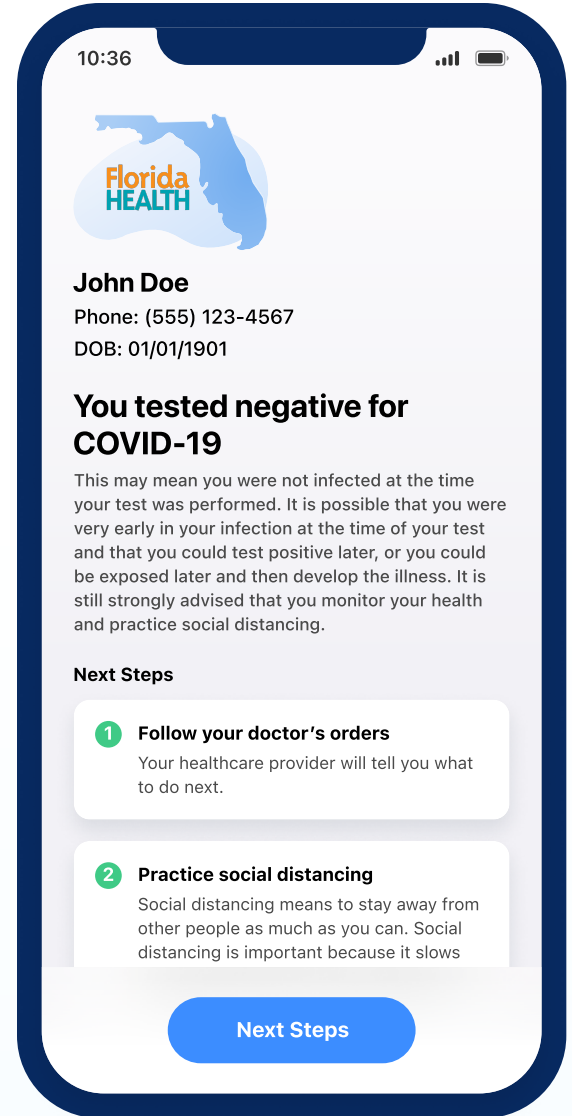 10:36
Florida
HEALTH
John Doe
Phone: (555) 123-4567
DOB: 01/01/1901
You tested negative for
COVID-19
This may mean you were not infected at the time
your test was performed. It is possible that you were
very early in your infection at the time of your test
and that you could test positive later, or you could
be exposed later and then develop the illness. It is
still strongly advised that you monitor your health
and practice social distancing.
Next Steps
1 Follow your doctor’s orders
Your healthcare provider will tell you what
to do next.
2 Practice social distancing
Social distancing means to stay away from
other people as much as you can. Social
distancing is important because it slows
Next Steps